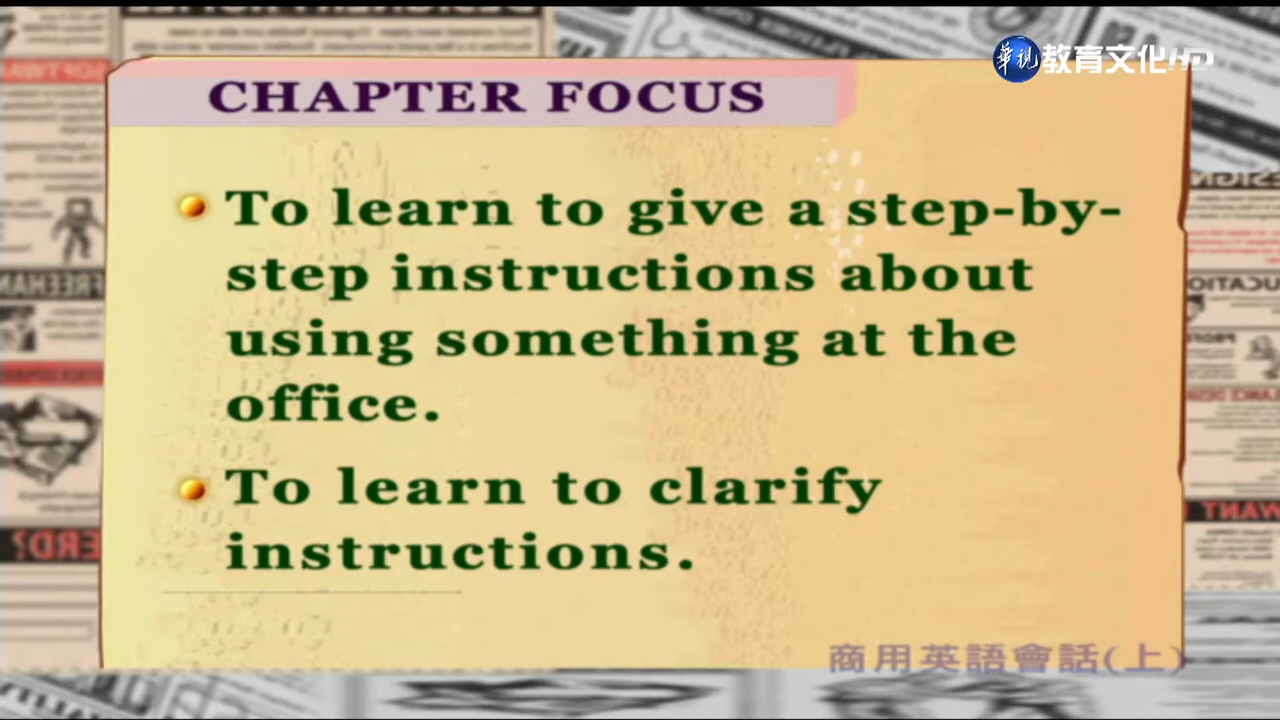 華視 教育文化HD
CHAPTER FOCUS
To learn to give a step-by-
step instructions about
using something at the
office.
To learn to clarify
instructions.
商用英語會話(上)